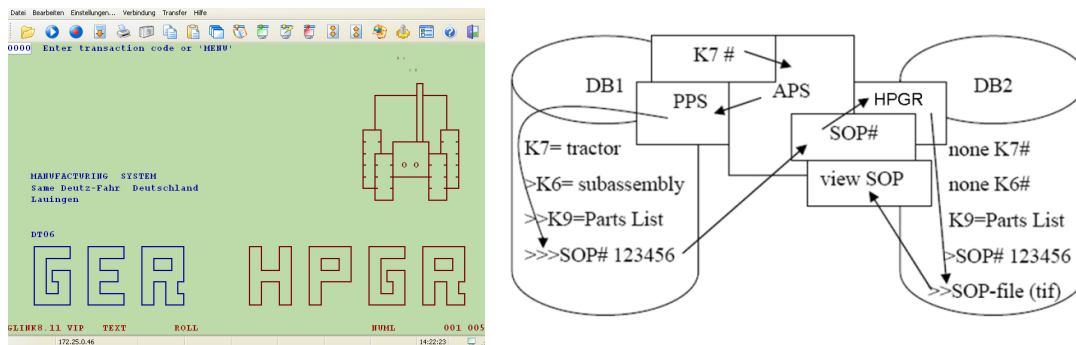 Datei Bearbeiten Einstellungen... Verbindung Transfer Hilfe
0000 Enter transaction code or 'MENU'
MANUFACTURING SYSTEM
Same Deutz-Fahr Deutschland
Lauingen
DT06
GER HPGR
GLINK8.11 VIP TEXT ROLL NUML 001 005
172.25.0.46 14:22:23
K7 #
DB1
PPS
APS
HPGR
DB2
SOP#
K7= tractor
>K6= subassembly
>>K9=Parts List
>>>SOP# 123456
view SOP
none K7#
none K6#
K9=Parts List
>SOP# 123456
>>SOP-file (tif)